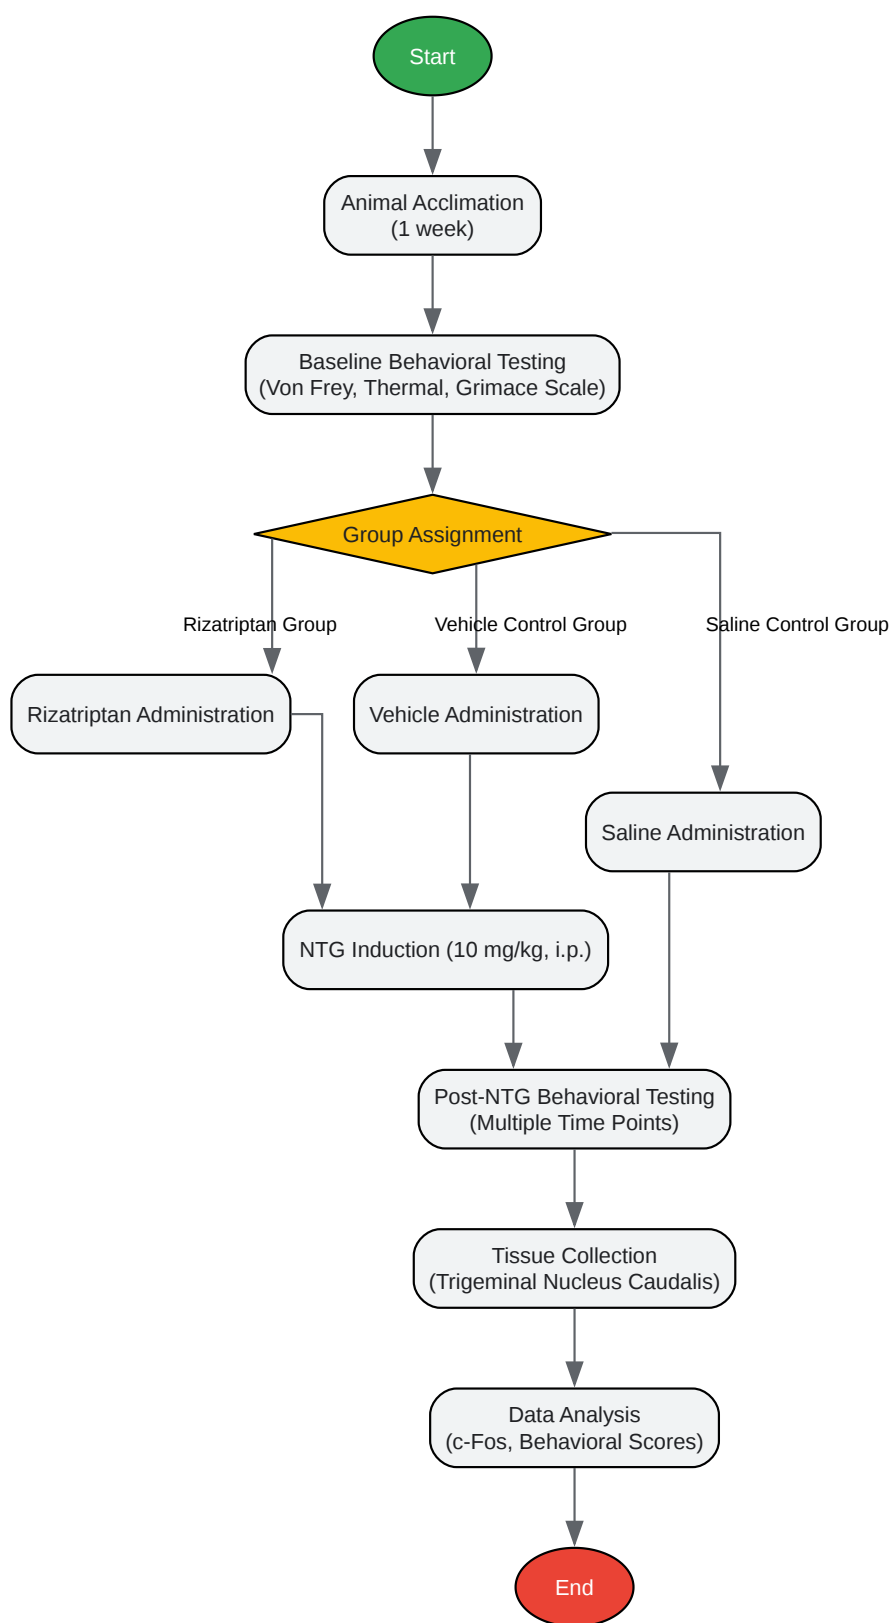 Start
Animal Acclimation
(1 week)
Baseline Behavioral Testing
(Von Frey, Thermal, Grimace Scale)
Group Assignment
Rizatriptan Group
Vehicle Control Group
Saline Control Group
Rizatriptan Administration
Vehicle Administration
Saline Administration
NTG Induction (10 mg/kg, i.p.)
Post-NTG Behavioral Testing
(Multiple Time Points)
Tissue Collection
(Trigeminal Nucleus Caudalis)
Data Analysis
(c-Fos, Behavioral Scores)
End